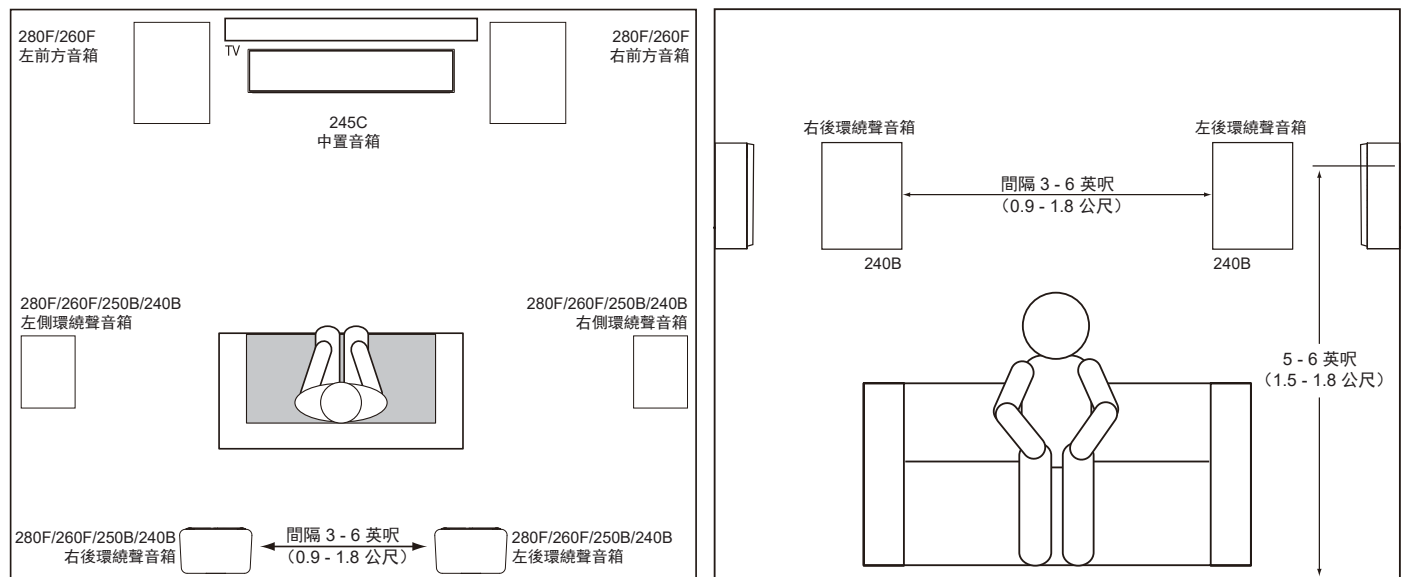 280F/260F
左前方音箱
TV
280F/260F
右前方音箱
245C
中置音箱
280F/260F/250B/240B
左側環繞聲音箱
280F/260F/250B/240B
右側環繞聲音箱
280F/260F/250B/240B
右後環繞聲音箱
間隔 3 - 6 英呎
（0.9 - 1.8 公尺）
280F/260F/250B/240B
左後環繞聲音箱
右後環繞聲音箱
左後環繞聲音箱
間隔 3 - 6 英呎
（0.9 - 1.8 公尺）
240B
240B
5 - 6 英呎
（1.5 - 1.8 公尺）